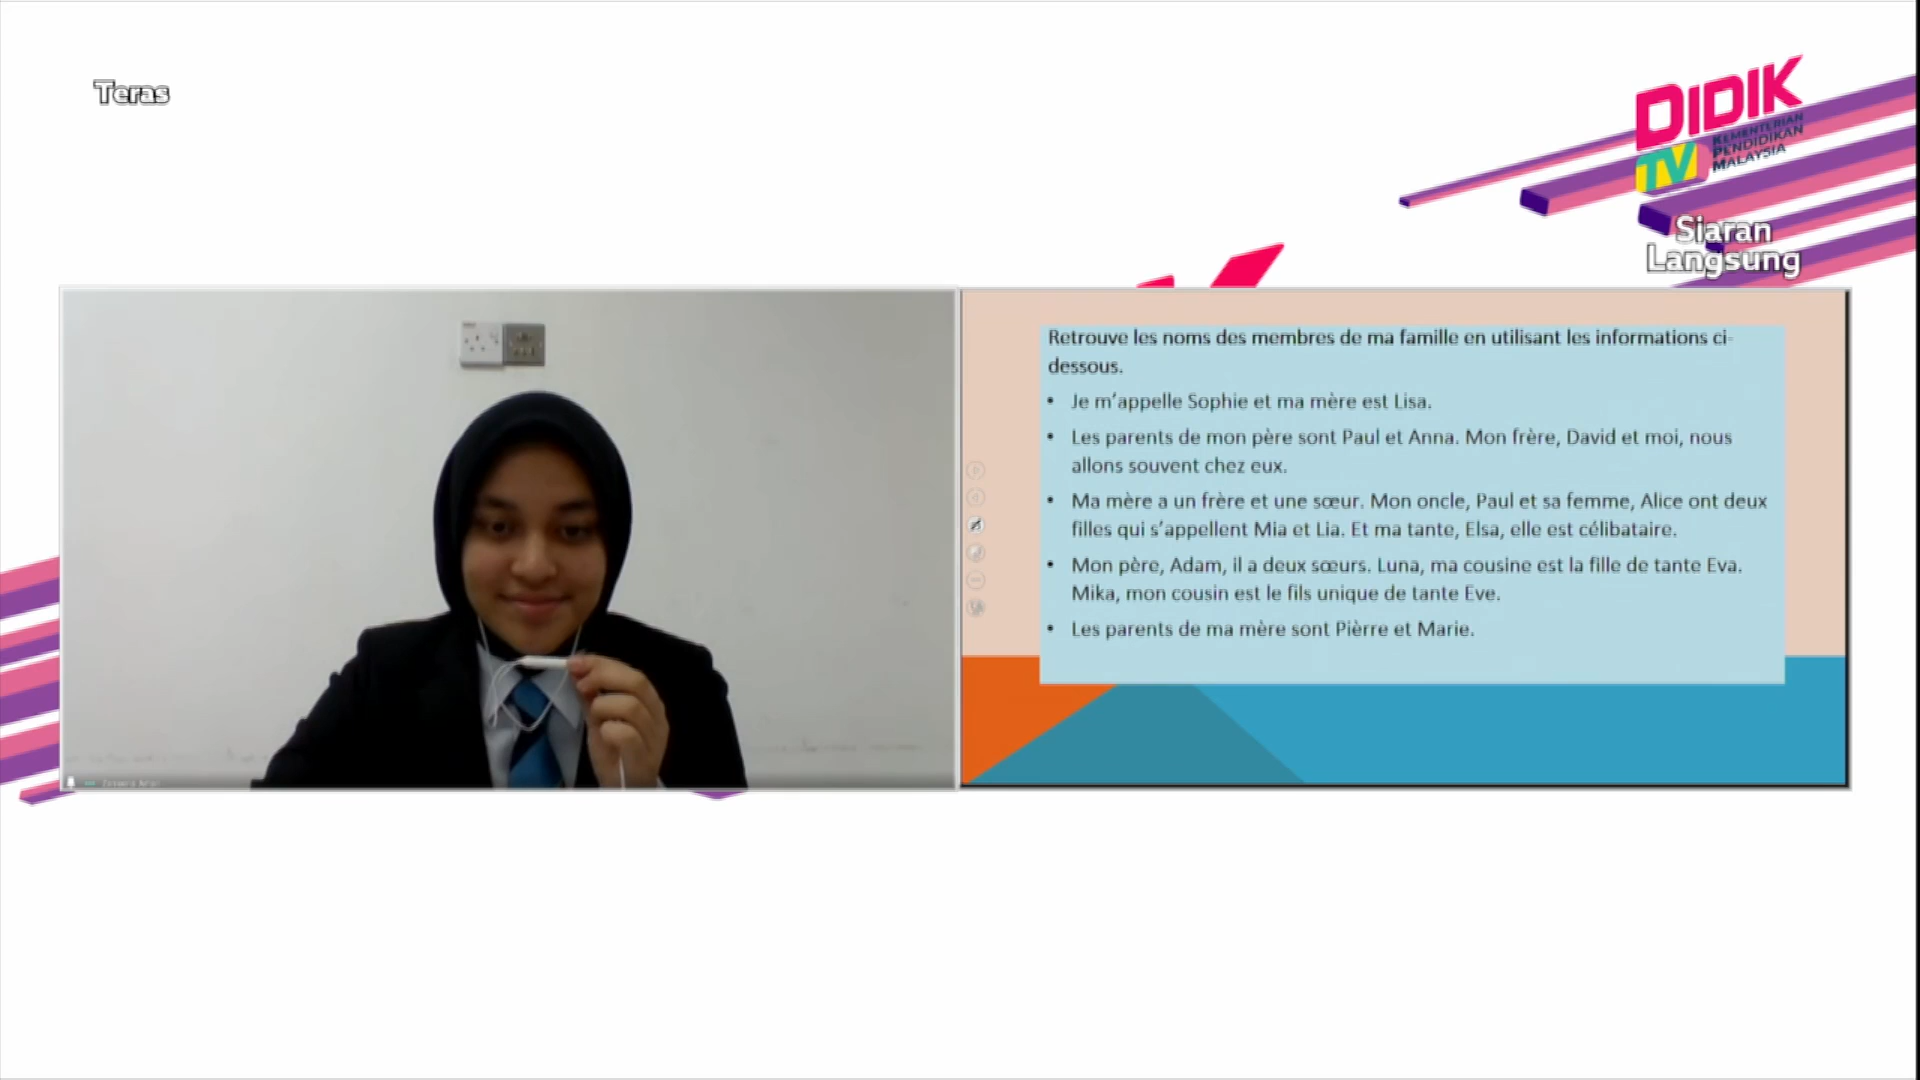 Teras
DIDIK
TV
KEMENTERIAN
PENDIDIKAN
MALAYSIA
Siaran
Langsung
Retrouve les noms des membres de ma famille en utilisant les informations ci-
dessous.
• Je m'appelle Sophie et ma mère est Lisa.
• Les parents de mon père sont Paul et Anna. Mon frère, David et moi, nous
allons souvent chez eux.
• Ma mère a un frère et une sœur. Mon oncle, Paul et sa femme, Alice ont deux
filles qui s'appellent Mia et Lia. Et ma tante, Elsa, elle est célibataire.
• Mon père, Adam, il a deux sœurs. Luna, ma cousine est la fille de tante Eva.
Mika, mon cousin est le fils unique de tante Eve.
• Les parents de ma mère sont Pièrre et Marie.